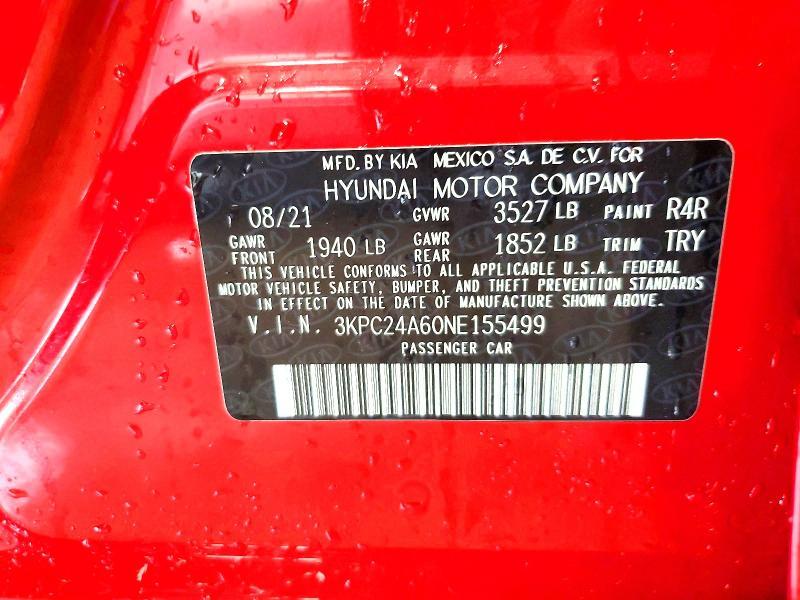 MFD. BY KIA MEXICO S.A. DE C.V. FOR
HYUNDAI MOTOR COMPANY
08/21 GVWR 3527 LB PAINT R4R
GAWR FRONT 1940 LB GAWR REAR 1852 LB TRIM TRY
THIS VEHICLE CONFORMS TO ALL APPLICABLE U.S.A. FEDERAL
MOTOR VEHICLE SAFETY, BUMPER, AND THEFT PREVENTION STANDARDS
IN EFFECT ON THE DATE OF MANUFACTURE SHOWN ABOVE.
V.I.N. 3KPC24A60NE155499
PASSENGER CAR